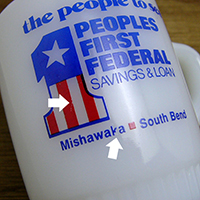 the people to se
PEOPLES
FIRST
FEDERAL
SAVINGS & LOAN
Mishawaka South Bend